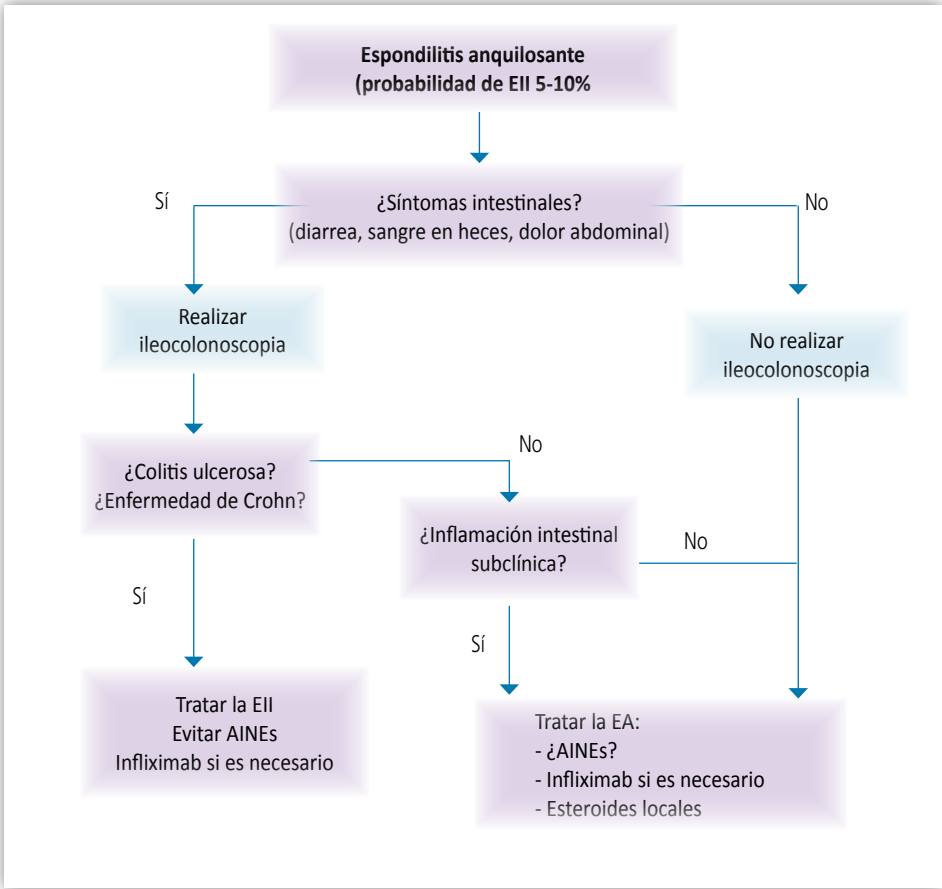 Espondilitis anquilosante
(probabilidad de EII 5-10%
Sí
¿Síntomas intestinales?
(diarrea, sangre en heces, dolor abdominal)
No
Realizar
ileocolonoscopia
No realizar
ileocolonoscopia
¿Colitis ulcerosa?
¿Enfermedad de Crohn?
No
¿Inflamación intestinal
subclínica?
No
Sí
Sí
Tratar la EII
Evitar AINEs
Infliximab si es necesario
Tratar la EA:
- ¿AINEs?
- Infliximab si es necesario
- Esteroides locales